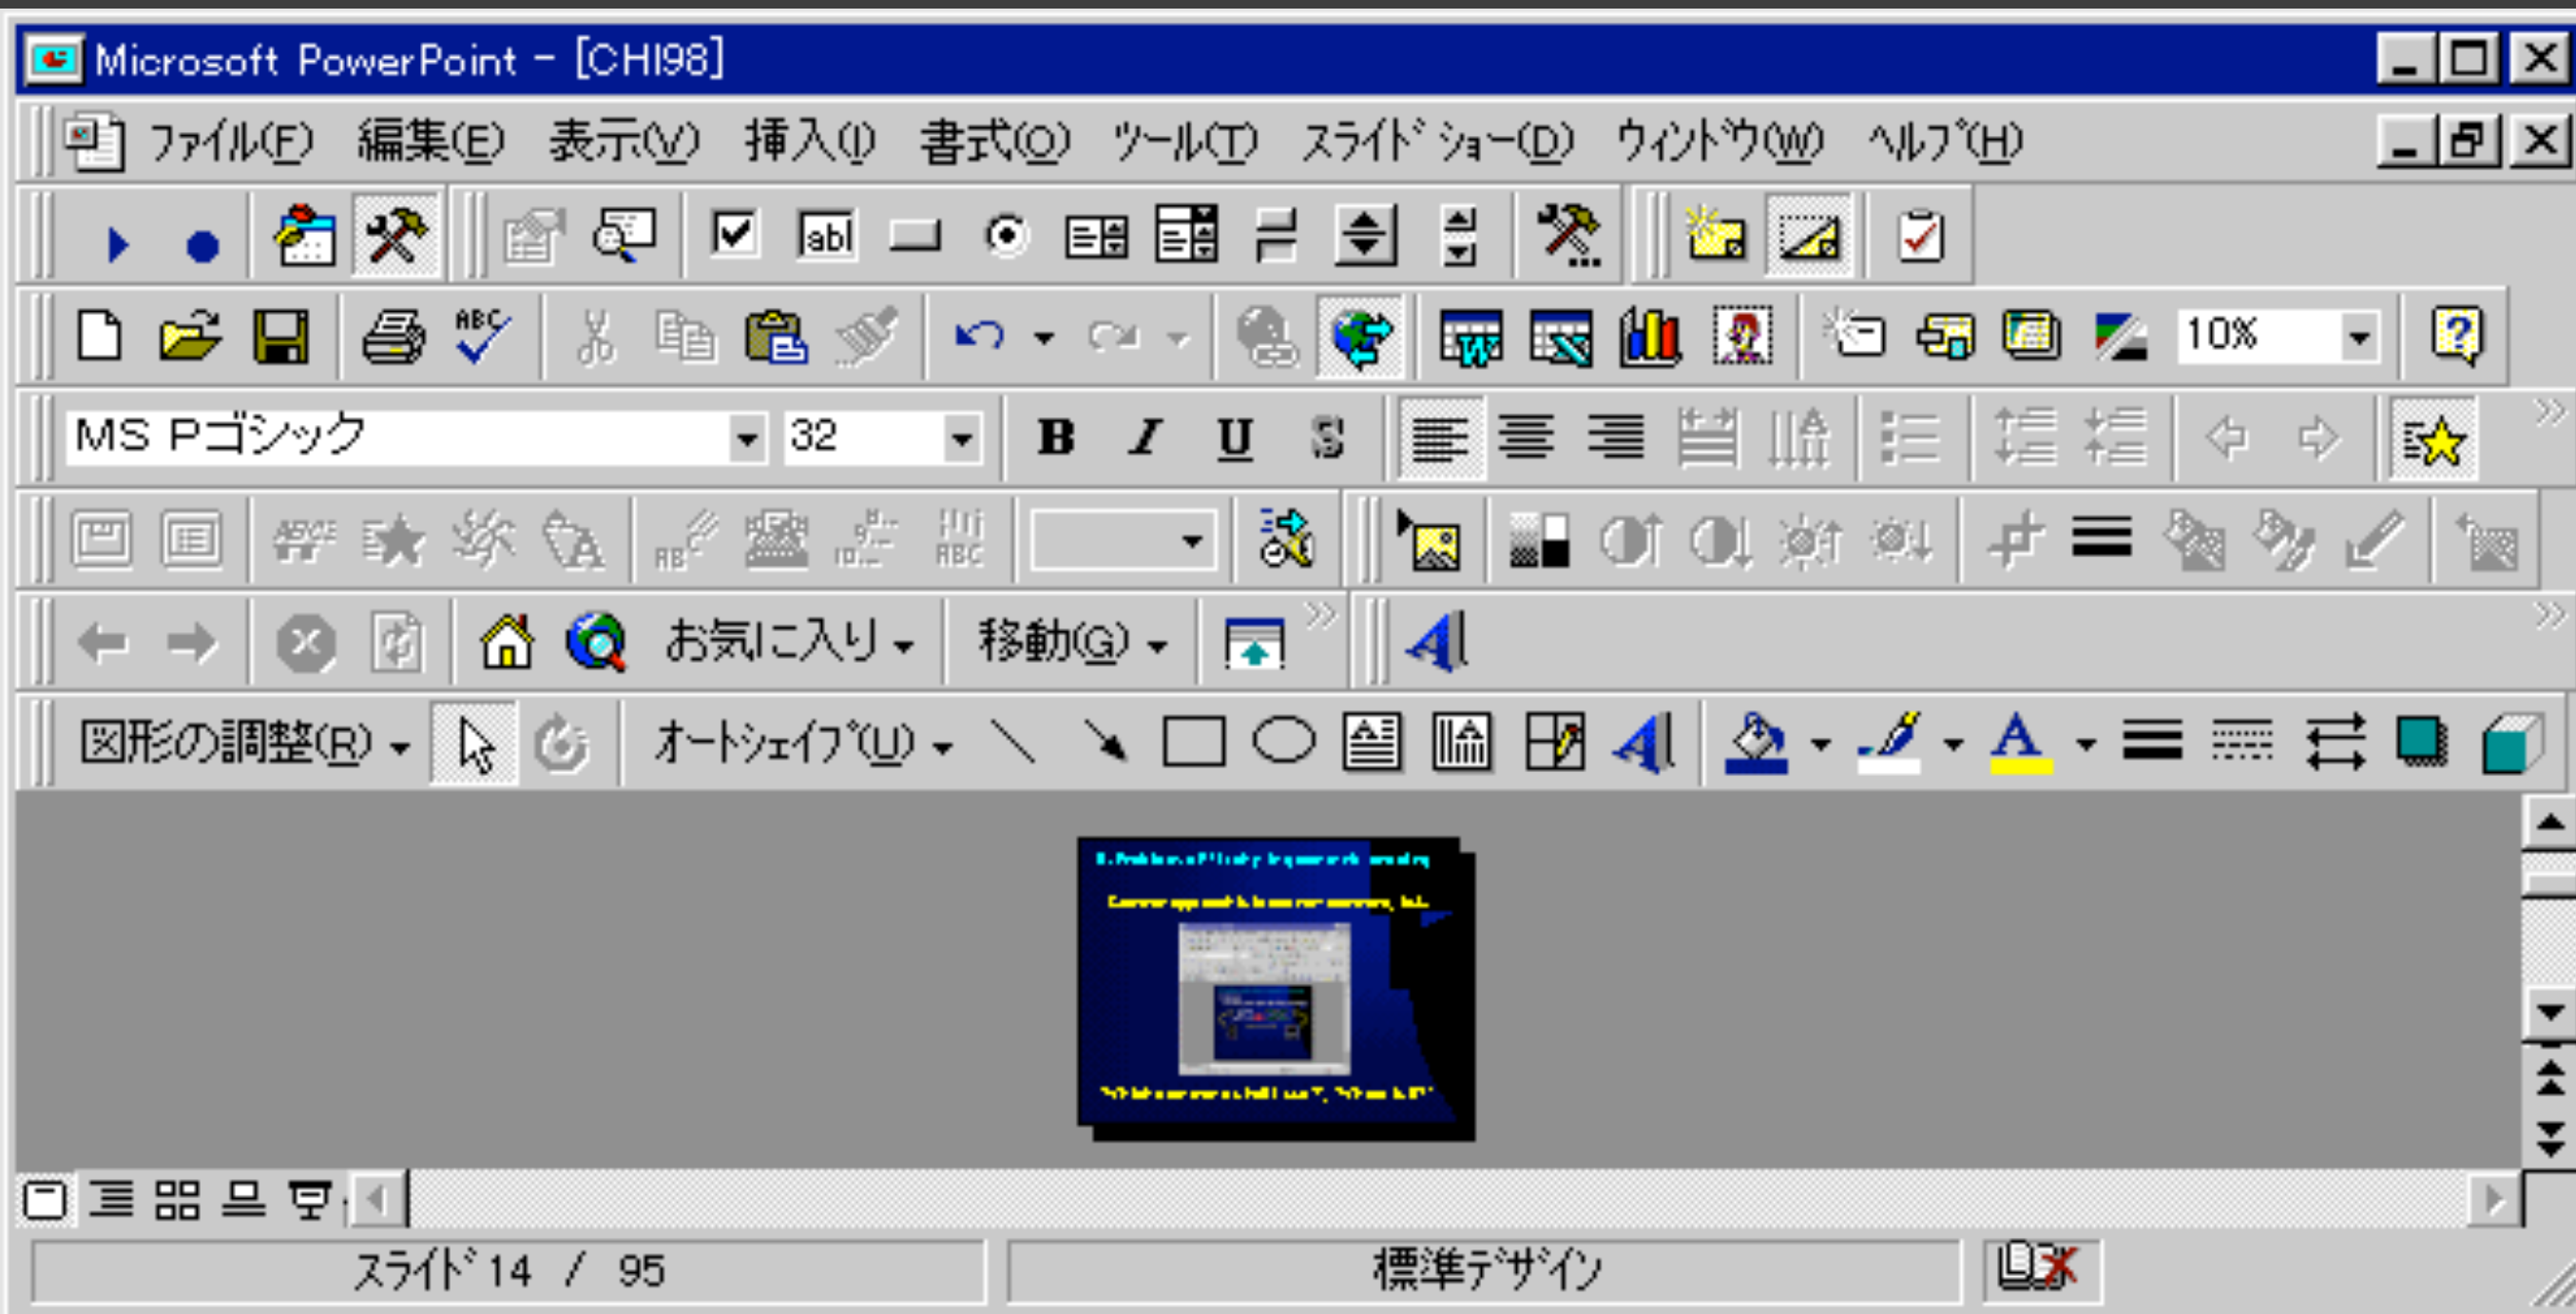 Microsoft PowerPoint - [CHI98]
ファイル(F) 編集(E) 表示(V) 挿入(I) 書式(O) ツール(T) スライド ショー(D) ウィンドウ(W) ヘルプ(H)
abl
ABC 10%
MS Pゴシック 32 B I U S
お気に入り 移動(G)
図形の調整(R) オートシェイプ(U)
スライド 14 / 95 標準デザイン